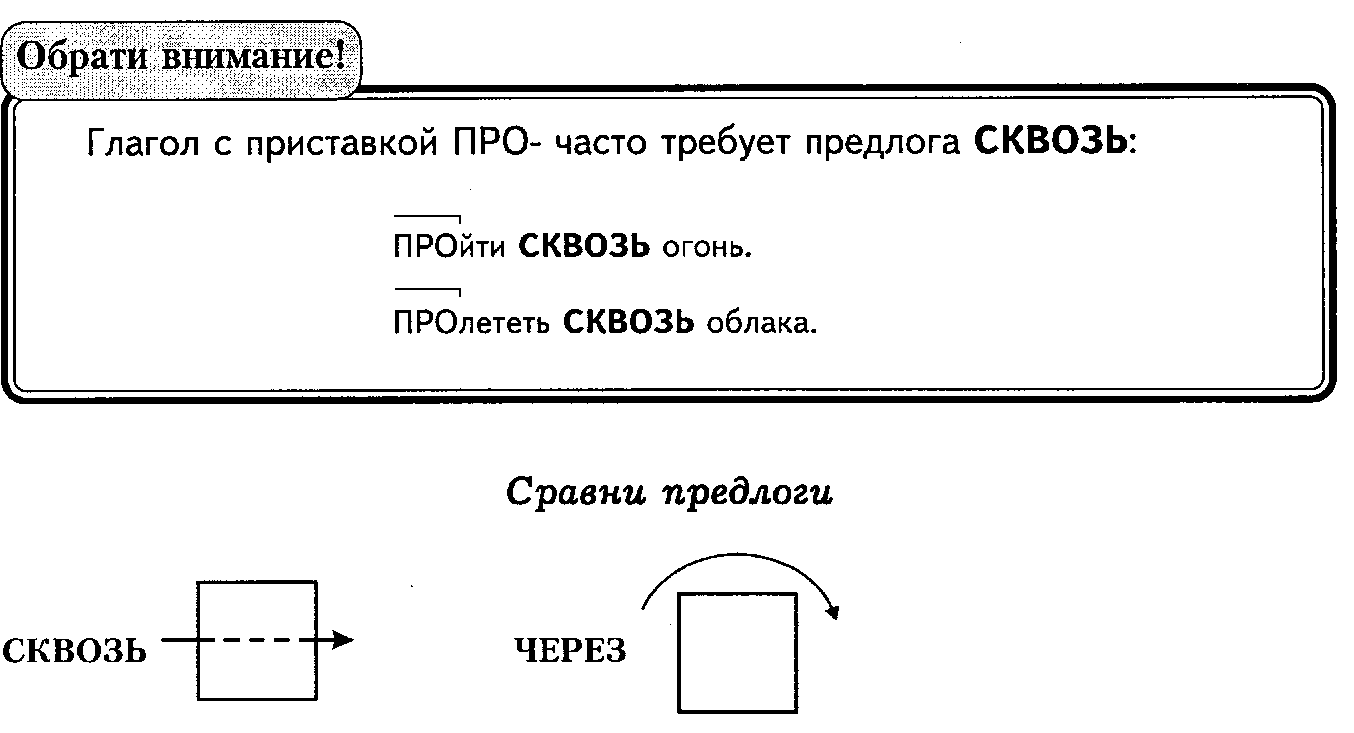 Обрати внимание!
Глагол с приставкой ПРО- часто требует предлога СКВОЗЬ:
ПРОйти СКВОЗЬ огонь.
ПРОлететь СКВОЗЬ облака.
Сравни предлоги
СКВОЗЬ
ЧЕРЕЗ